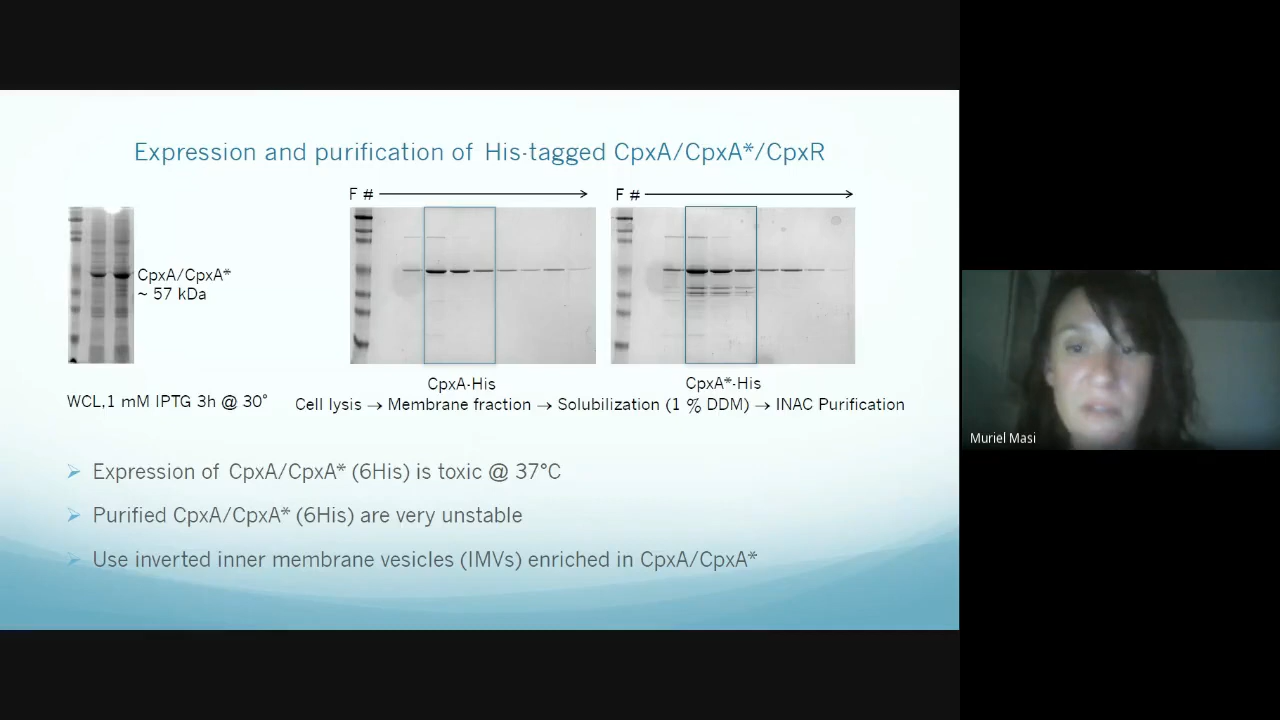 Expression and purification of His-tagged CpxA/CpxA*/CpxR
F #
F #
CpxA/CpxA*
~ 57 kDa
CpxA-His
CpxA*-His
WCL,1 mM IPTG 3h @ 30°
Cell lysis → Membrane fraction → Solubilization (1 % DDM) → INAC Purification
Expression of CpxA/CpxA* (6His) is toxic @ 37°C
Purified CpxA/CpxA* (6His) are very unstable
Use inverted inner membrane vesicles (IMVs) enriched in CpxA/CpxA*
Muriel Masi